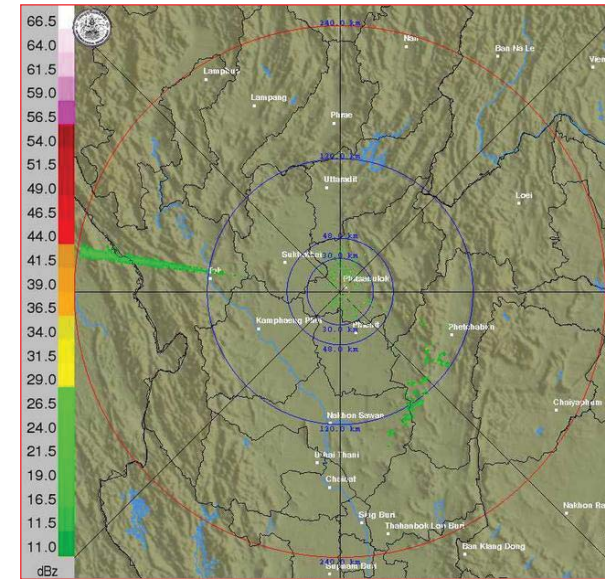 66.5
64.0
61.5
59.0
56.5
54.0
51.5
49.0
46.5
44.0
41.5
39.0
36.5
34.0
31.5
29.0
26.5
24.0
21.5
19.0
16.5
11.5
11.0
dBz
240.0 km
Nan
Ban Na Le
Lamphun
Lampang
Phrae
120.0 km
Uttaradit
Loei
48.0 km
30.0 km
Phitsanulok
Kamphaeng Phet
Phichit
30.0 km
48.0 km
Phetchabun
Chaiyaphum
Nakhon Sawan
120.0 km
Uthai Thani
Chainat
Sing Buri
Thahanbok Lop Buri
Ban Klang Dong
240.0 km
Suphan Buri